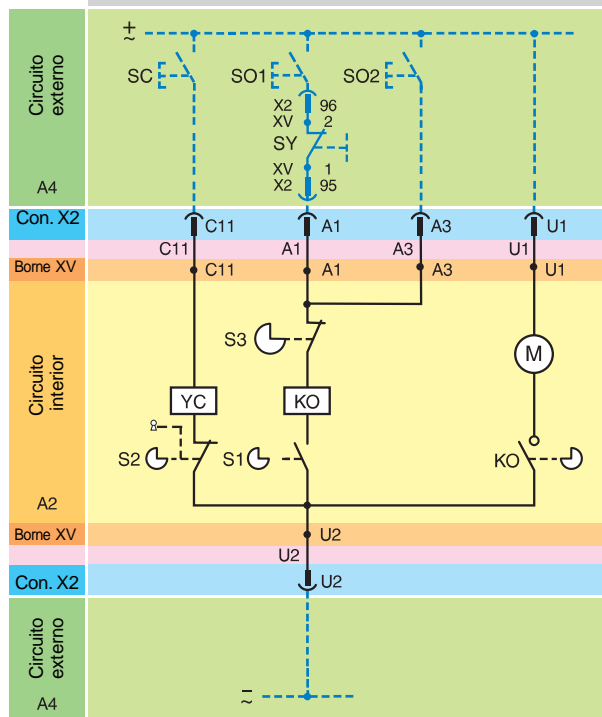 +
~
Circuito
externo
A4
SC
SO1
SO2
X2 96
XV 2
SY
XV 1
X2 95
Con. X2
C11
A1
A3
U1
C11
A1
A3
U1
Borne XV
C11
A1
A3
U1
Circuito
interior
A2
S3
M
YC
KO
S2
S1
KO
Borne XV
U2
U2
Con. X2
U2
Circuito
externo
A4
–
~